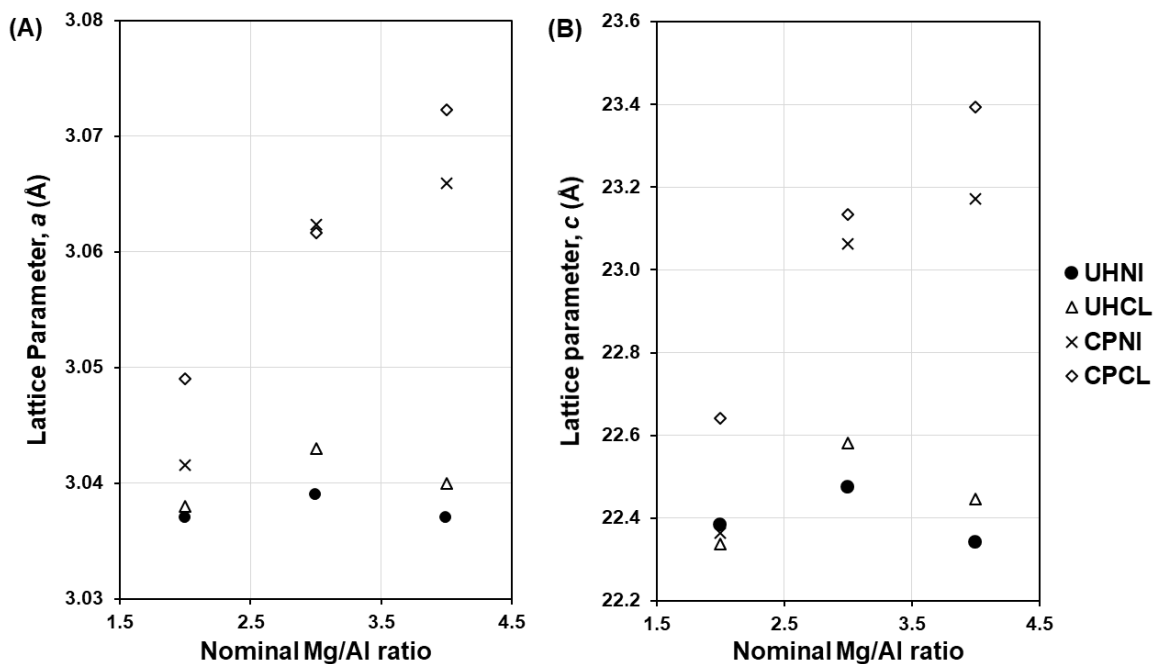 (A)
3.08
3.07
3.06
3.05
3.04
3.03
Lattice Parameter, a (Å)
1.5 2.5 3.5 4.5
Nominal Mg/Al ratio
(B)
23.6
23.4
23.2
23.0
22.8
22.6
22.4
22.2
Lattice parameter, c (Å)
1.5 2.5 3.5 4.5
Nominal Mg/Al ratio
UHNI
UHCL
CPNI
CPCL